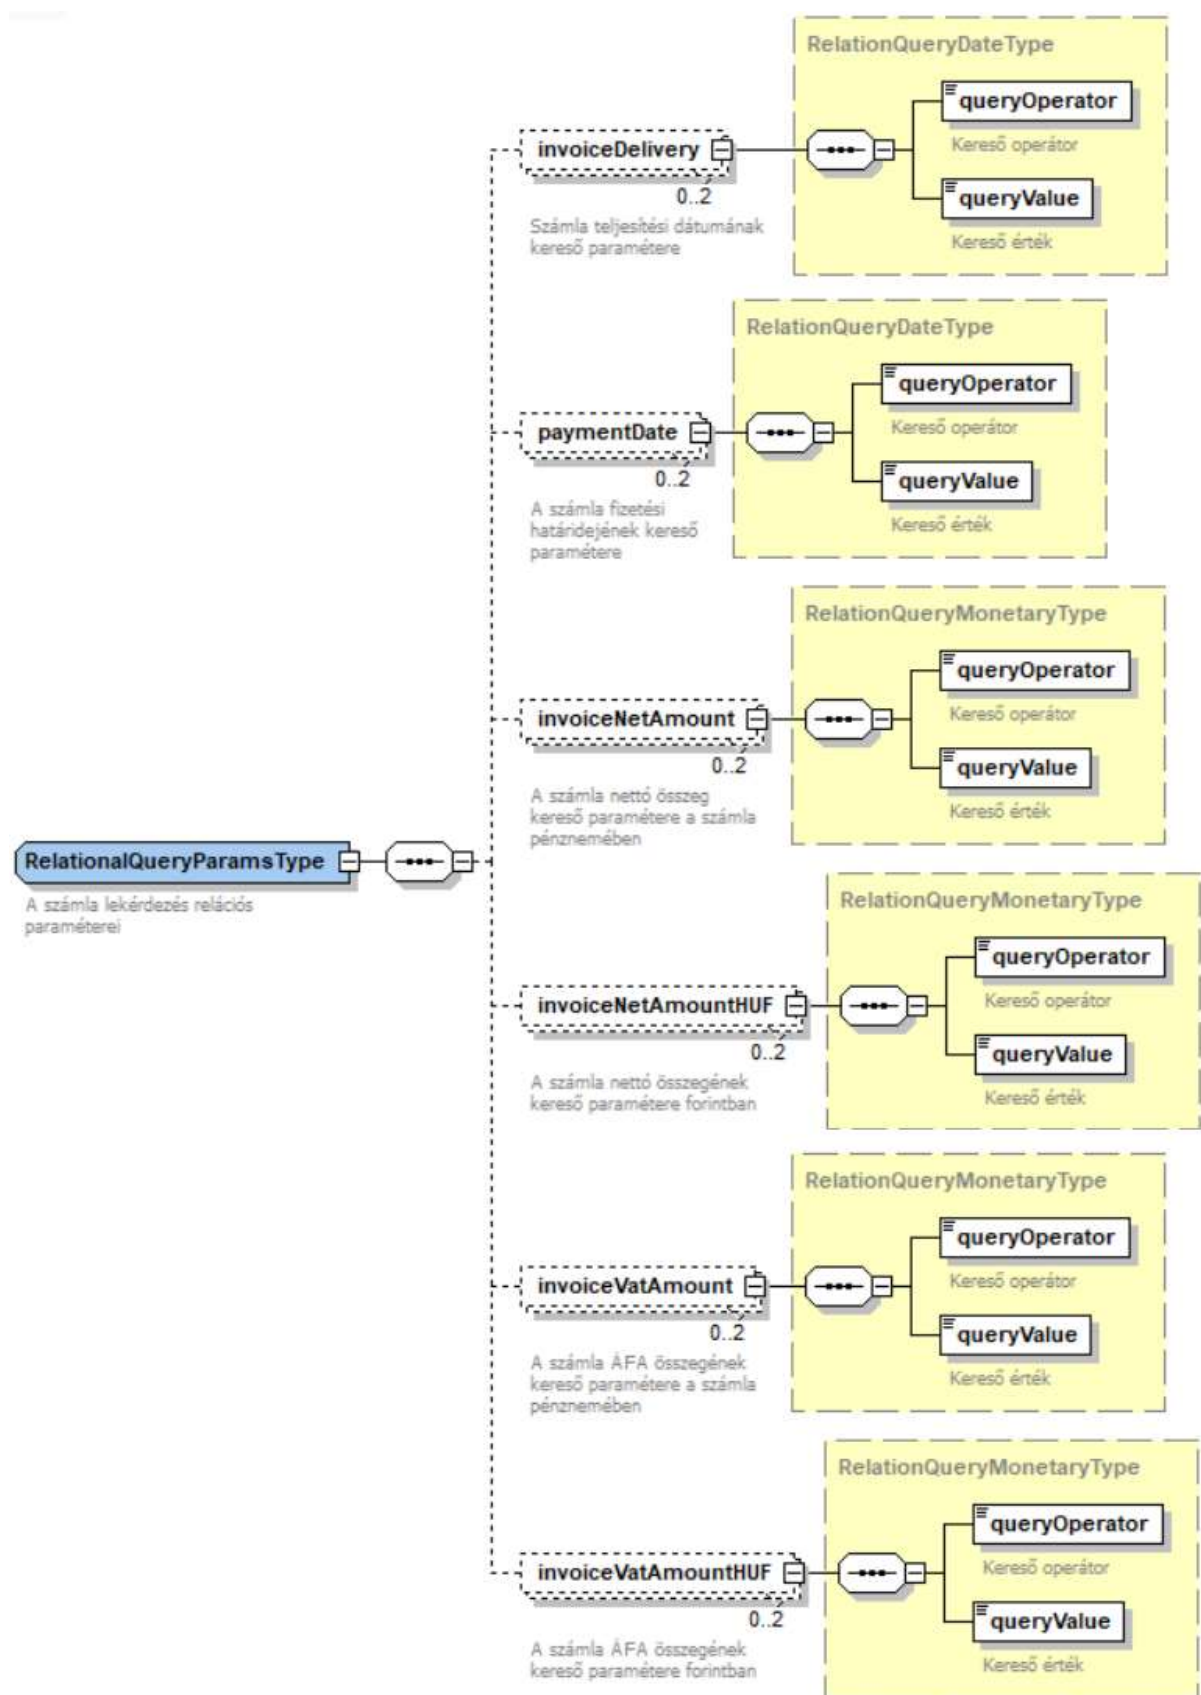 RelationQueryDateType
queryOperator
Kereső operátor
invoiceDelivery
0..2
queryValue
Kereső érték
Számla teljesítési dátumának
kereső paramétere
RelationQueryDateType
queryOperator
Kereső operátor
paymentDate
0..2
queryValue
Kereső érték
A számla fizetési
határidejének kereső
paramétere
RelationQueryMonetaryType
queryOperator
Kereső operátor
invoiceNetAmount
0..2
queryValue
Kereső érték
A számla nettó összeg
kereső paramétere a számla
pénznemében
RelationalQueryParamsType
A számla lekérdezés relációs
paraméterei
RelationQueryMonetaryType
queryOperator
Kereső operátor
invoiceNetAmountHUF
0..2
queryValue
Kereső érték
A számla nettó összegének
kereső paramétere forintban
RelationQueryMonetaryType
queryOperator
Kereső operátor
invoiceVatAmount
0..2
queryValue
Kereső érték
A számla ÁFA összegének
kereső paramétere a számla
pénznemében
RelationQueryMonetaryType
queryOperator
Kereső operátor
invoiceVatAmountHUF
0..2
queryValue
Kereső érték
A számla ÁFA összegének
kereső paramétere forintban